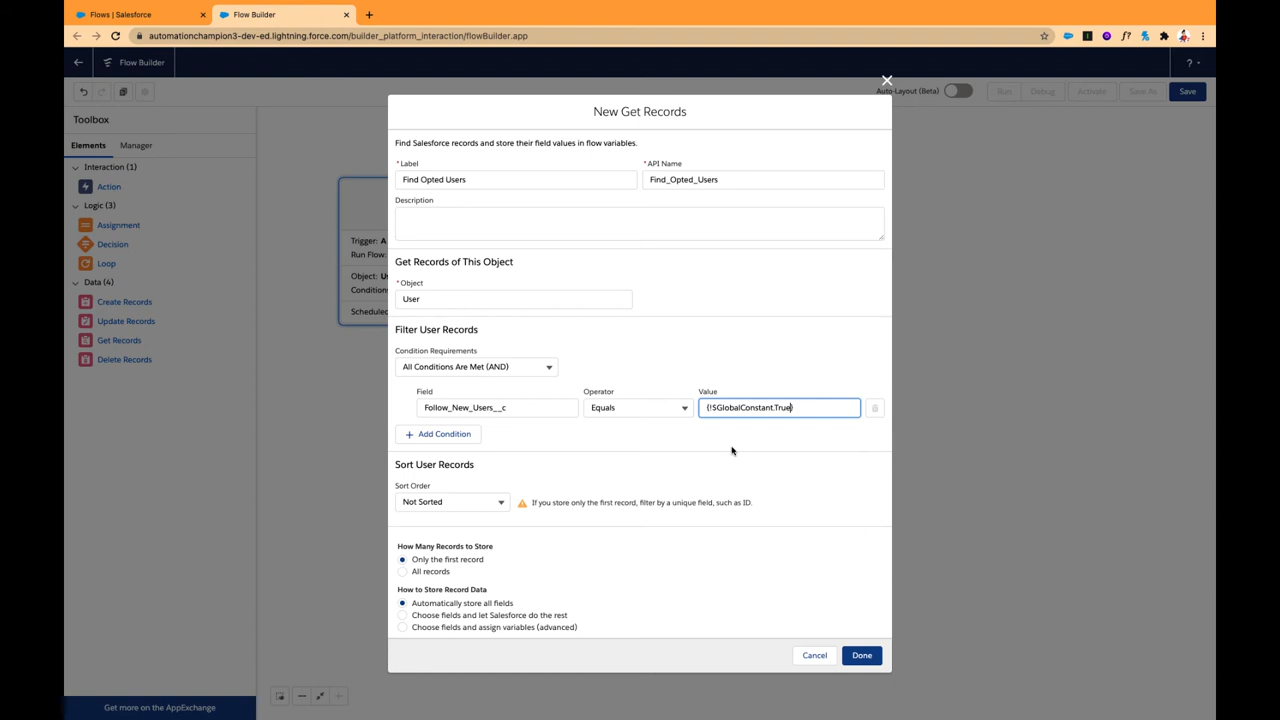 Flows | Salesforce
Flow Builder
automationchampion3-dev-ed.lightning.force.com/builder_platform_interaction/flowBuilder.app
Flow Builder
?
Auto-Layout (Beta)
Run
Debug
Activate
Save As
Save
Toolbox
Elements
Manager
Interaction (1)
Action
Logic (3)
Assignment
Decision
Loop
Data (4)
Create Records
Update Records
Get Records
Delete Records
Get more on the AppExchange
Trigger: A
Run Flow:
Object: Us
Condition
Scheduled
New Get Records
Find Salesforce records and store their field values in flow variables.
* Label
* API Name
Find Opted Users
Find_Opted_Users
Description
Get Records of This Object
* Object
User
Filter User Records
Condition Requirements
All Conditions Are Met (AND)
Field
Operator
Value
Follow_New_Users__c
Equals
{!$GlobalConstant.True}
+ Add Condition
Sort User Records
Sort Order
Not Sorted
If you store only the first record, filter by a unique field, such as ID.
How Many Records to Store
Only the first record
All records
How to Store Record Data
Automatically store all fields
Choose fields and let Salesforce do the rest
Choose fields and assign variables (advanced)
Cancel
Done